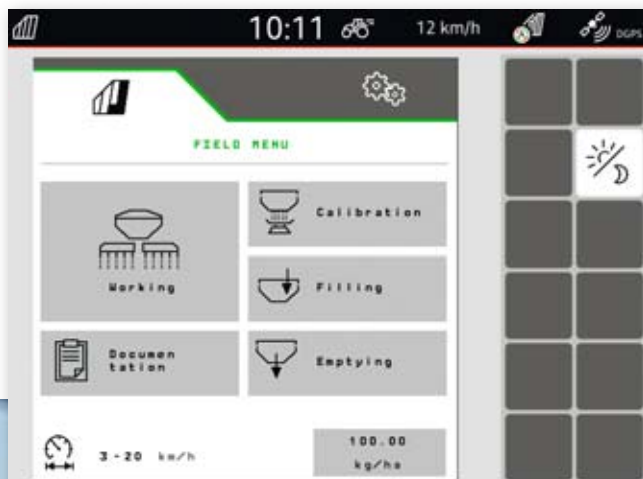 10:11
12 km/h
DGPS
FIELD MENU
Working
Calibration
Filling
Documen
tation
Emptying
3-20 km/h
100.00
kg/ha